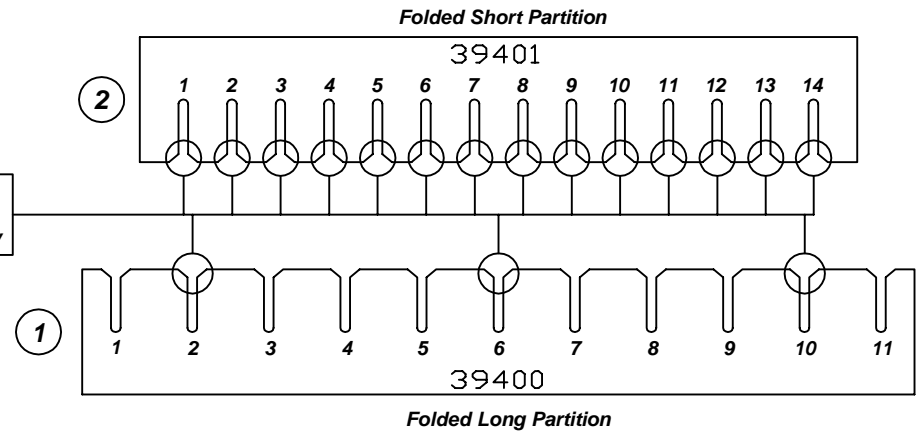 Folded Short Partition
39401
2
1 2 3 4 5 6 7 8 9 10 11 12 13 14
1
1 2 3 4 5 6 7 8 9 10 11
39400
Folded Long Partition